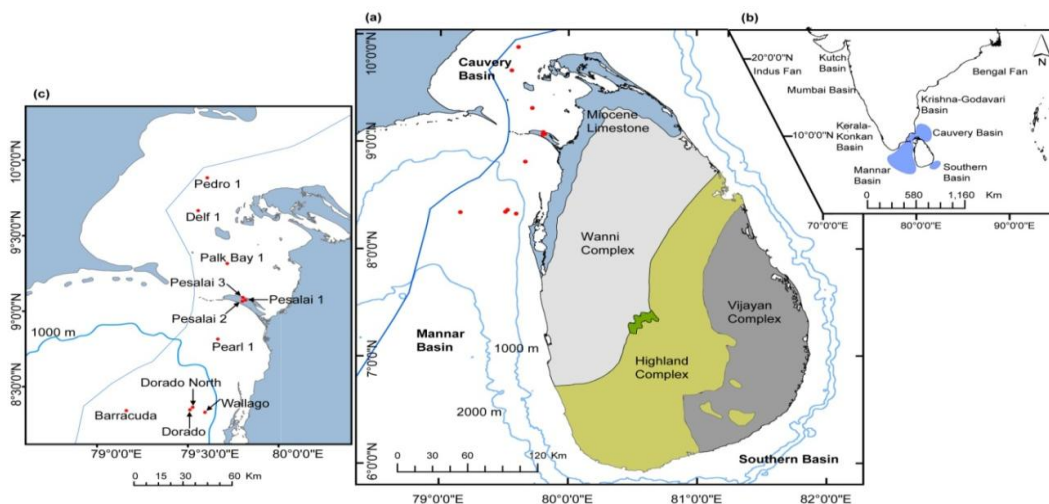 (a)
(b)
(c)
10°0'0"N
9°0'0"N
8°0'0"N
7°0'0"N
6°0'0"N
79°0'0"E
80°0'0"E
81°0'0"E
82°0'0"E
Cauvery
Basin
Miocene
Limestone
Wanni
Complex
Highland
Complex
Vijayan
Complex
Mannar
Basin
1000 m
2000 m
Southern Basin
0 30 60 120 Km
20°0'0"N
10°0'0"N
Kutch
Basin
Indus Fan
Mumbai Basin
Bengal Fan
Krishna-Godavari
Basin
Kerala-
Konkan
Basin
Cauvery Basin
Mannar
Basin
Southern
Basin
N
0 580 1,160 Km
70°0'0"E
80°0'0"E
90°0'0"E
10°0'0"N
9°30'0"N
9°0'0"N
8°30'0"N
Pedro 1
Delf 1
Palk Bay 1
Pesalai 3
Pesalai 1
Pesalai 2
1000 m
Pearl 1
Dorado North
Wallago
Barracuda
Dorado
79°0'0"E
79°30'0"E
80°0'0"E
0 15 30 60 Km